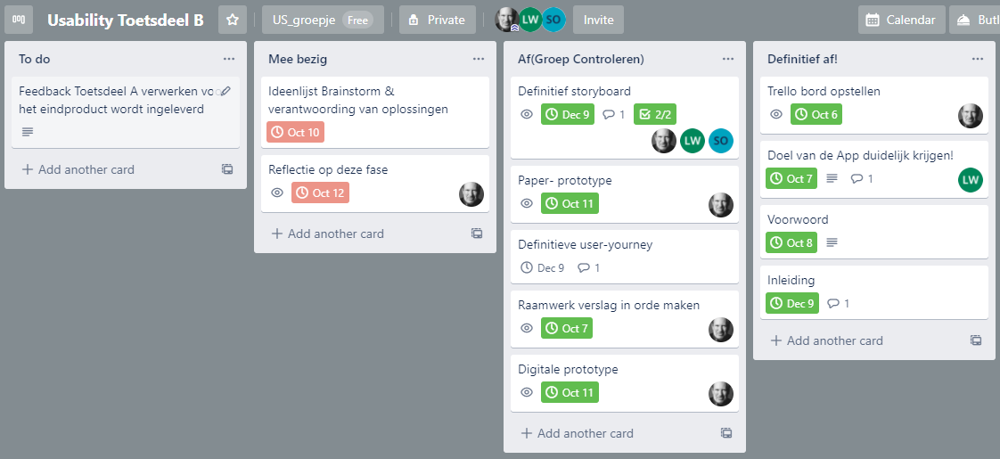 Usability Toetsdeel B
US_groepje Free
Private
LW SO
Invite
Calendar
Butl
To do
Feedback Toetsdeel A verwerken voo
het eindproduct wordt ingeleverd
Add another card
Mee bezig
Ideenlijst Brainstorm &
verantwoording van oplossingen
Oct 10
Reflectie op deze fase
Oct 12
Add another card
Af(Groep Controleren)
Definitief storyboard
Dec 9 1 2/2
LW SO
Paper- prototype
Oct 11
Definitieve user-yourney
Dec 9 1
Raamwerk verslag in orde maken
Oct 7
Digitale prototype
Oct 11
Add another card
Definitief af!
Trello bord opstellen
Oct 6
Doel van de App duidelijk krijgen!
Oct 7 1 LW
Voorwoord
Oct 8
Inleiding
Dec 9 1
Add another card